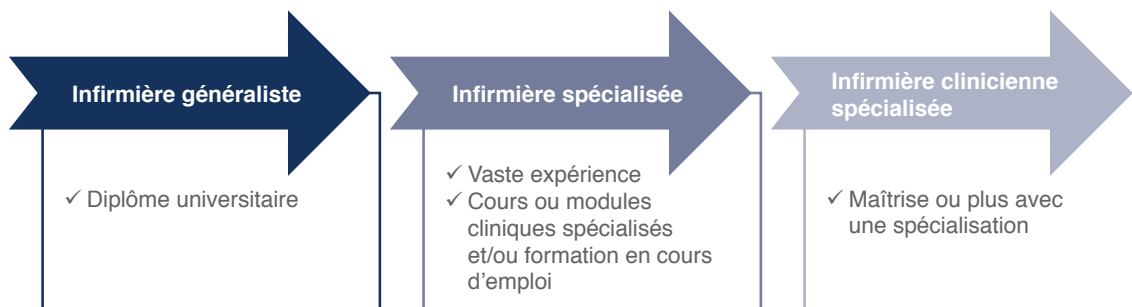 Infirmière généraliste
✓ Diplôme universitaire
Infirmière spécialisée
✓ Vaste expérience
✓ Cours ou modules
cliniques spécialisés
et/ou formation en cours
d’emploi
Infirmière clinicienne
spécialisée
✓ Maîtrise ou plus avec
une spécialisation